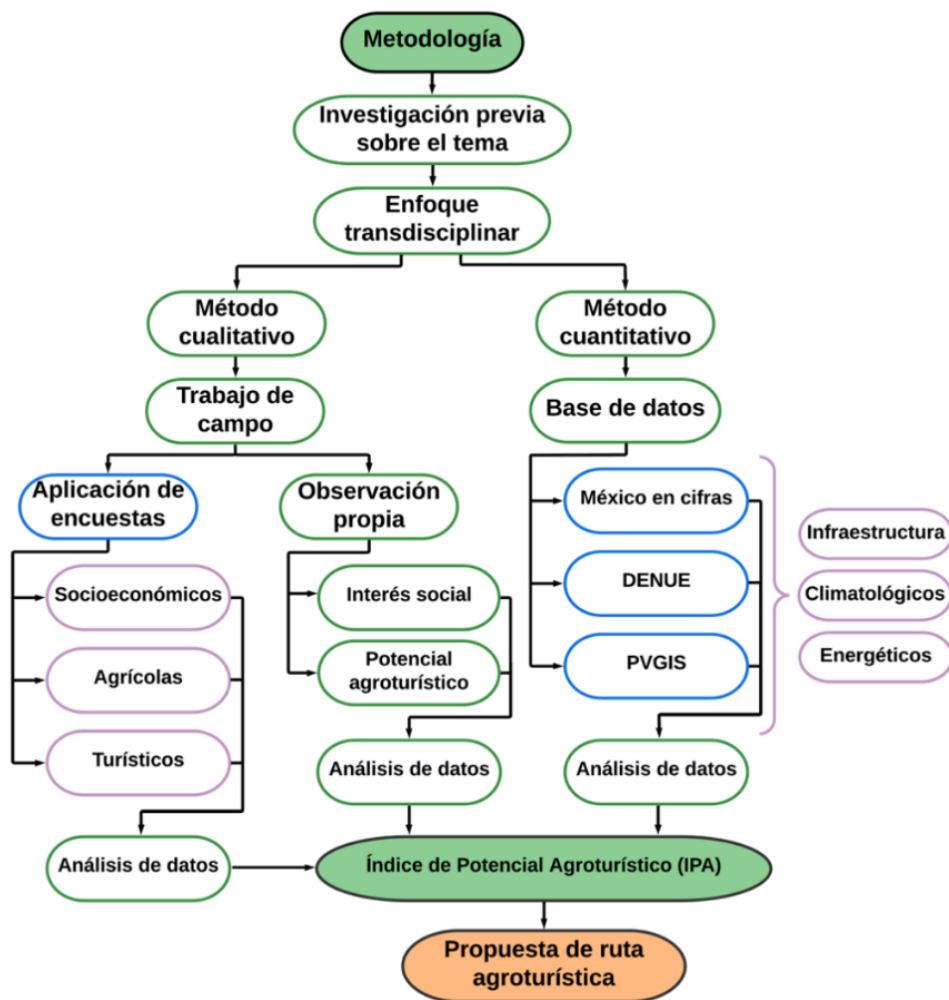 Metodología
Investigación previa
sobre el tema
Enfoque
transdisciplinar
Método
cualitativo
Método
cuantitativo
Trabajo de
campo
Base de datos
Aplicación de
encuestas
Observación
propia
México en cifras
DENUE
PVGIS
Infraestructura
Climatológicos
Energéticos
Socioeconómicos
Agrícolas
Turísticos
Interés social
Potencial
agroturístico
Análisis de datos
Análisis de datos
Análisis de datos
Índice de Potencial Agroturístico (IPA)
Propuesta de ruta
agroturística